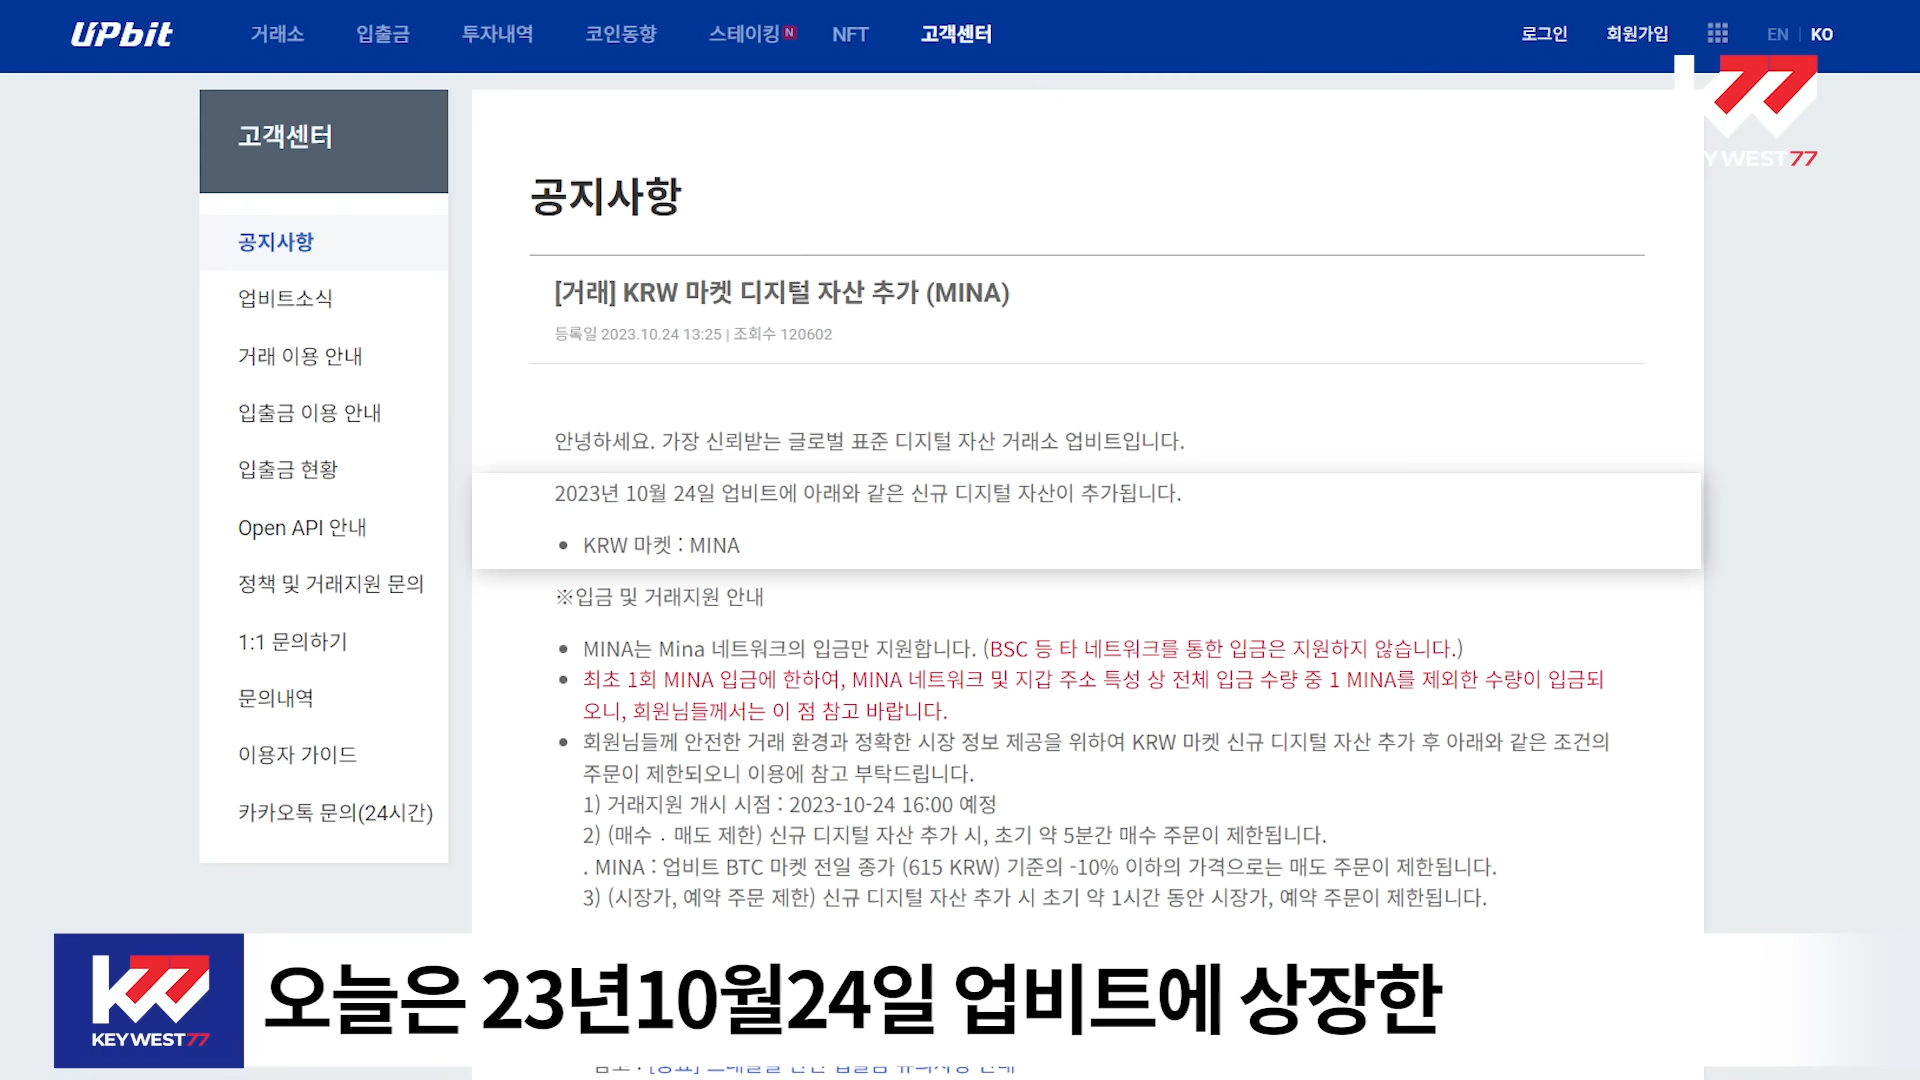 UPbit 거래소 입출금 투자내역 코인동향 스테이킹 N NFT 고객센터 로그인 회원가입 EN | KO
K77
Y WEST77
고객센터
공지사항
업비트소식
거래 이용 안내
입출금 이용 안내
입출금 현황
Open API 안내
정책 및 거래지원 문의
1:1 문의하기
문의내역
이용자 가이드
카카오톡 문의(24시간)
공지사항
[거래] KRW 마켓 디지털 자산 추가 (MINA)
등록일 2023.10.24 13:25 | 조회수 120602
안녕하세요. 가장 신뢰받는 글로벌 표준 디지털 자산 거래소 업비트입니다.
2023년 10월 24일 업비트에 아래와 같은 신규 디지털 자산이 추가됩니다.
• KRW 마켓 : MINA
※입금 및 거래지원 안내
• MINA는 Mina 네트워크의 입금만 지원합니다. (BSC 등 타 네트워크를 통한 입금은 지원하지 않습니다.)
• 최초 1회 MINA 입금에 한하여, MINA 네트워크 및 지갑 주소 특성 상 전체 입금 수량 중 1 MINA를 제외한 수량이 입금되
오니, 회원님들께서는 이 점 참고 바랍니다.
• 회원님들께 안전한 거래 환경과 정확한 시장 정보 제공을 위하여 KRW 마켓 신규 디지털 자산 추가 후 아래와 같은 조건의
주문이 제한되오니 이용에 참고 부탁드립니다.
1) 거래지원 개시 시점 : 2023-10-24 16:00 예정
2) (매수 · 매도 제한) 신규 디지털 자산 추가 시, 초기 약 5분간 매수 주문이 제한됩니다.
. MINA : 업비트 BTC 마켓 전일 종가 (615 KRW) 기준의 -10% 이하의 가격으로는 매도 주문이 제한됩니다.
3) (시장가, 예약 주문 제한) 신규 디지털 자산 추가 시 초기 약 1시간 동안 시장가, 예약 주문이 제한됩니다.
K77
KEYWEST77
오늘은 23년10월24일 업비트에 상장한